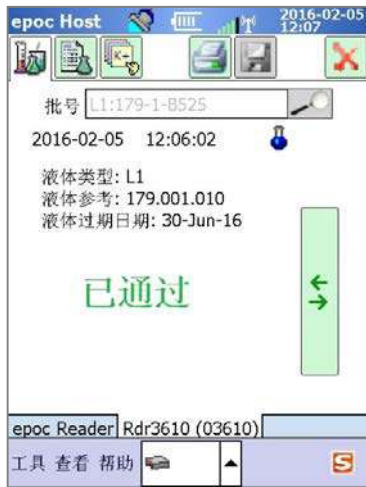 epoc Host 2016-02-05
12:07
批号 L1:179-1-B525
2016-02-05 12:06:02
液体类型: L1
液体参考: 179.001.010
液体过期日期: 30-Jun-16
已通过
epoc Reader Rdr3610 (03610)
工具 查看 帮助